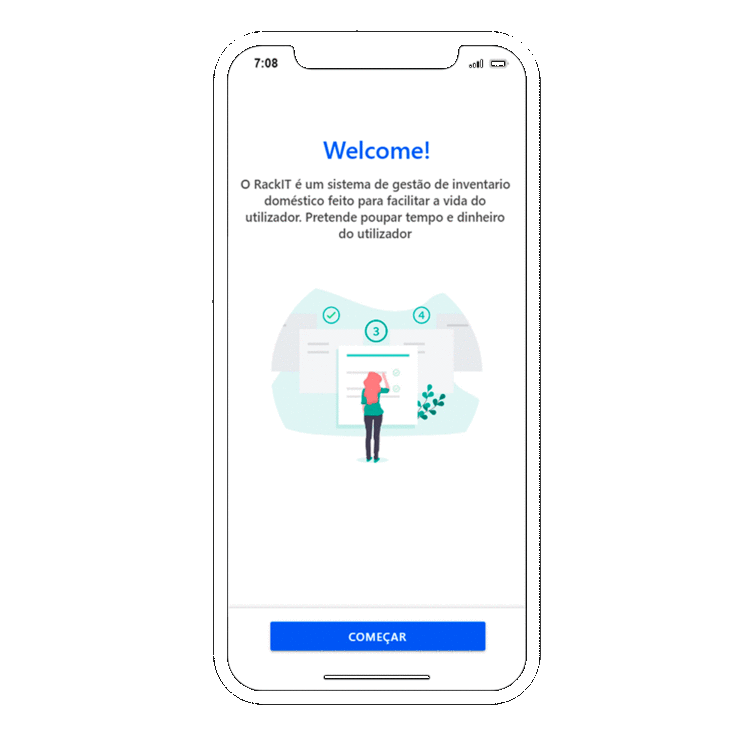 7:08
Welcome!
O RackIT é um sistema de gestão de inventario
doméstico feito para facilitar a vida do
utilizador. Pretende poupar tempo e dinheiro
do utilizador
3
4
COMEÇAR